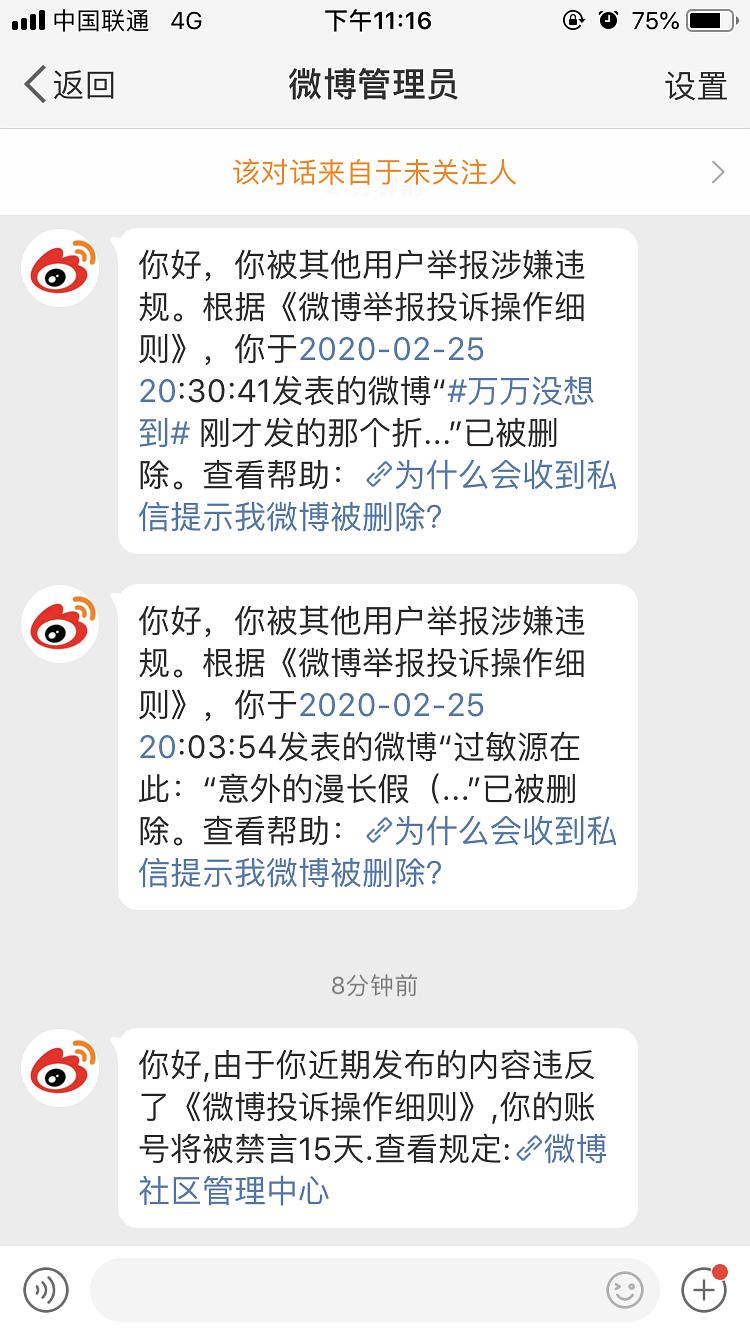 中国联通 4G 下午11:16 75%
返回 微博管理员 设置
该对话来自于未关注人
你好，你被其他用户举报涉嫌违
规。根据《微博举报投诉操作细
则》，你于2020-02-25
20:30:41发表的微博“#万万没想
到# 刚才发的那个折...”已被删
除。查看帮助：为什么会收到私
信提示我微博被删除?
你好，你被其他用户举报涉嫌违
规。根据《微博举报投诉操作细
则》，你于2020-02-25
20:03:54发表的微博“过敏源在
此：“意外的漫长假（...”已被删
除。查看帮助：为什么会收到私
信提示我微博被删除?
8分钟前
你好,由于你近期发布的内容违反
了《微博投诉操作细则》,你的账
号将被禁言15天.查看规定:微博
社区管理中心